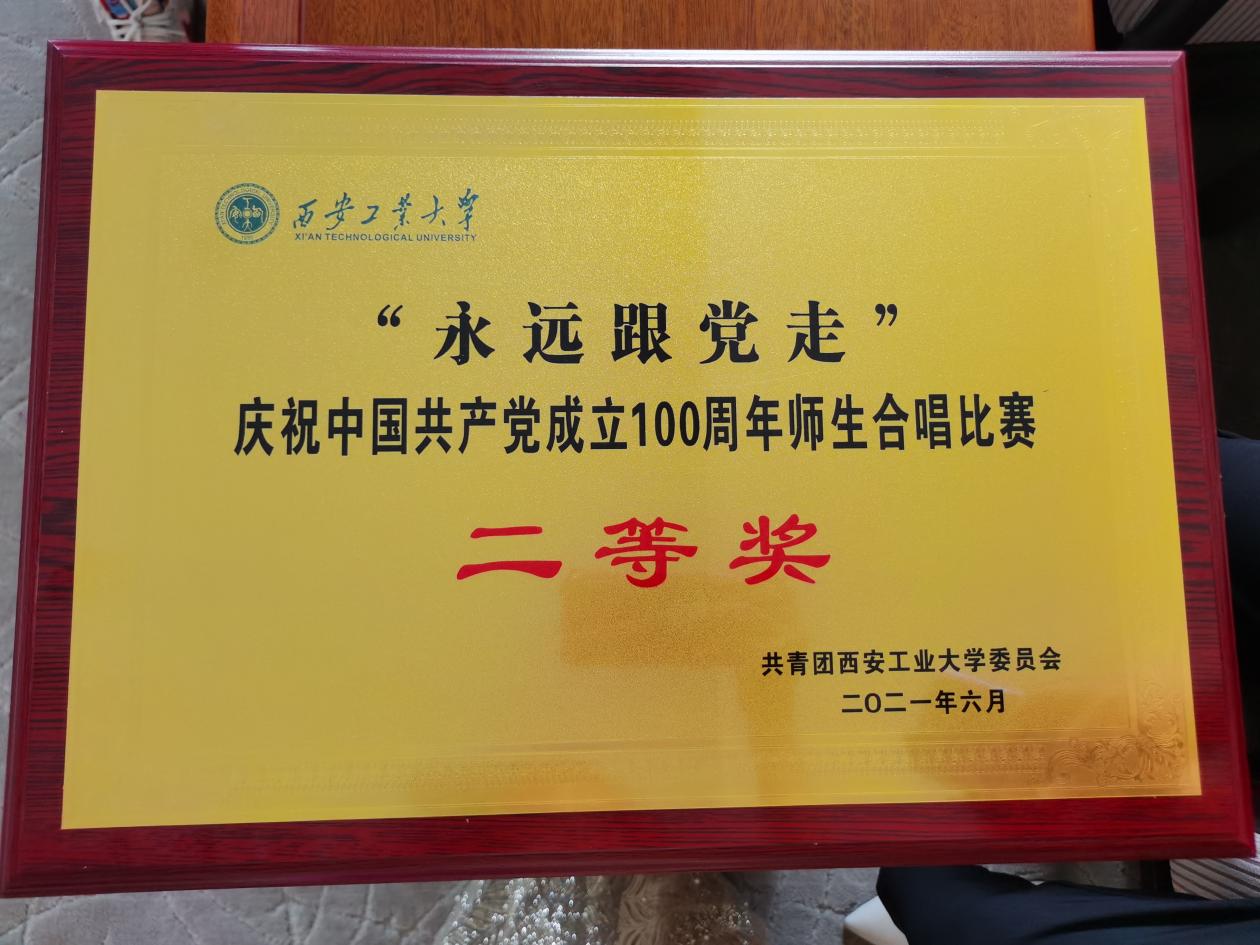 西安工业大学
XI'AN TECHNOLOGICAL UNIVERSITY
“永远跟党走”
庆祝中国共产党成立100周年师生合唱比赛
二等奖
共青团西安工业大学委员会
二〇二一年六月